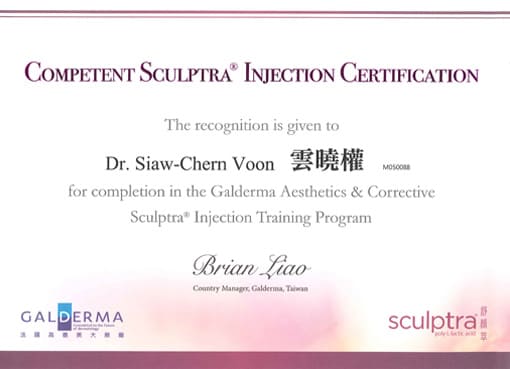 COMPETENT SCULPTRA® INJECTION CERTIFICATION
The recognition is given to
Dr. Siaw-Chern Voon 雲曉權 M050088
for completion in the Galderma Aesthetics & Corrective
Sculptra® Injection Training Program
Brian Liao
Country Manager, Galderma, Taiwan
GALDERMA
Committed to the future
of dermatology
法國高德美大藥廠
sculptra® 舒顏萃
poly-L-lactic acid